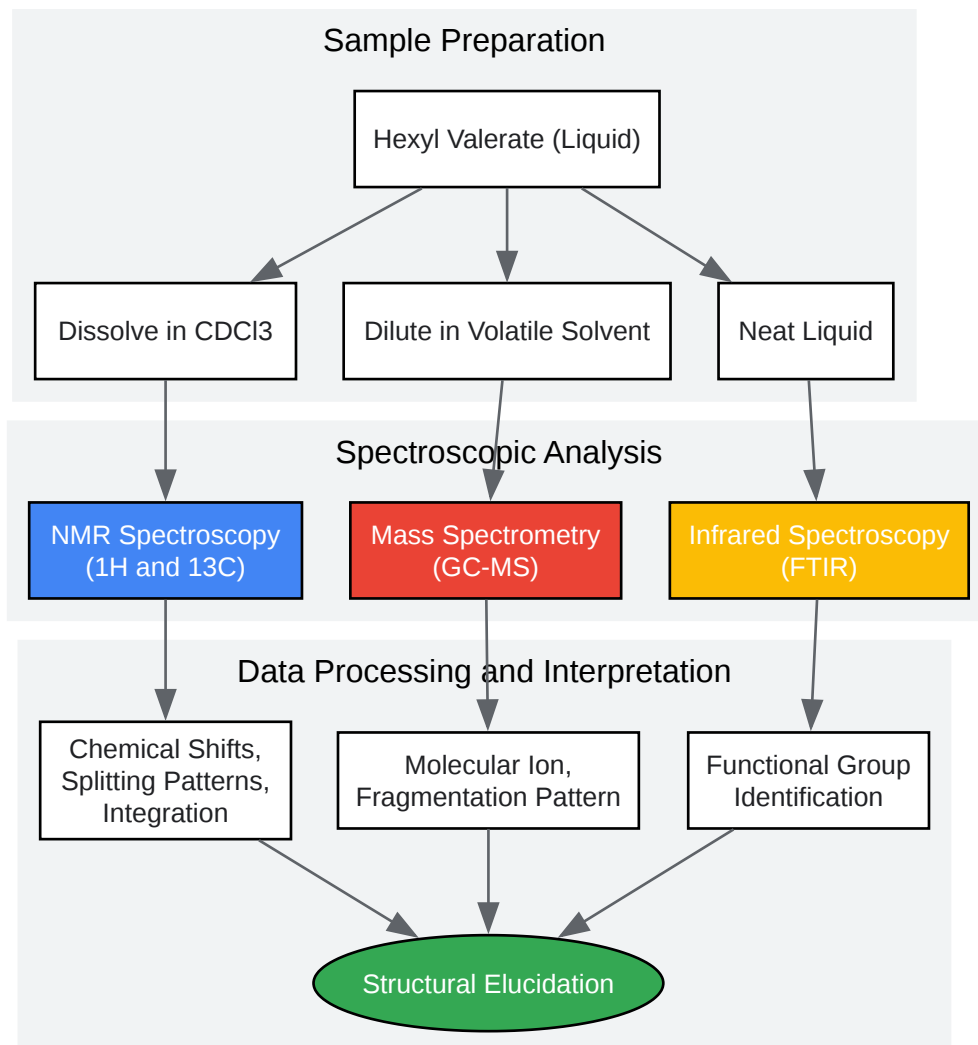 Sample Preparation
Hexyl Valerate (Liquid)
Dissolve in CDCl3
Dilute in Volatile Solvent
Neat Liquid
Spectroscopic Analysis
NMR Spectroscopy
(1H and 13C)
Mass Spectrometry
(GC-MS)
Infrared Spectroscopy
(FTIR)
Data Processing and Interpretation
Chemical Shifts,
Splitting Patterns,
Integration
Molecular Ion,
Fragmentation Pattern
Functional Group
Identification
Structural Elucidation